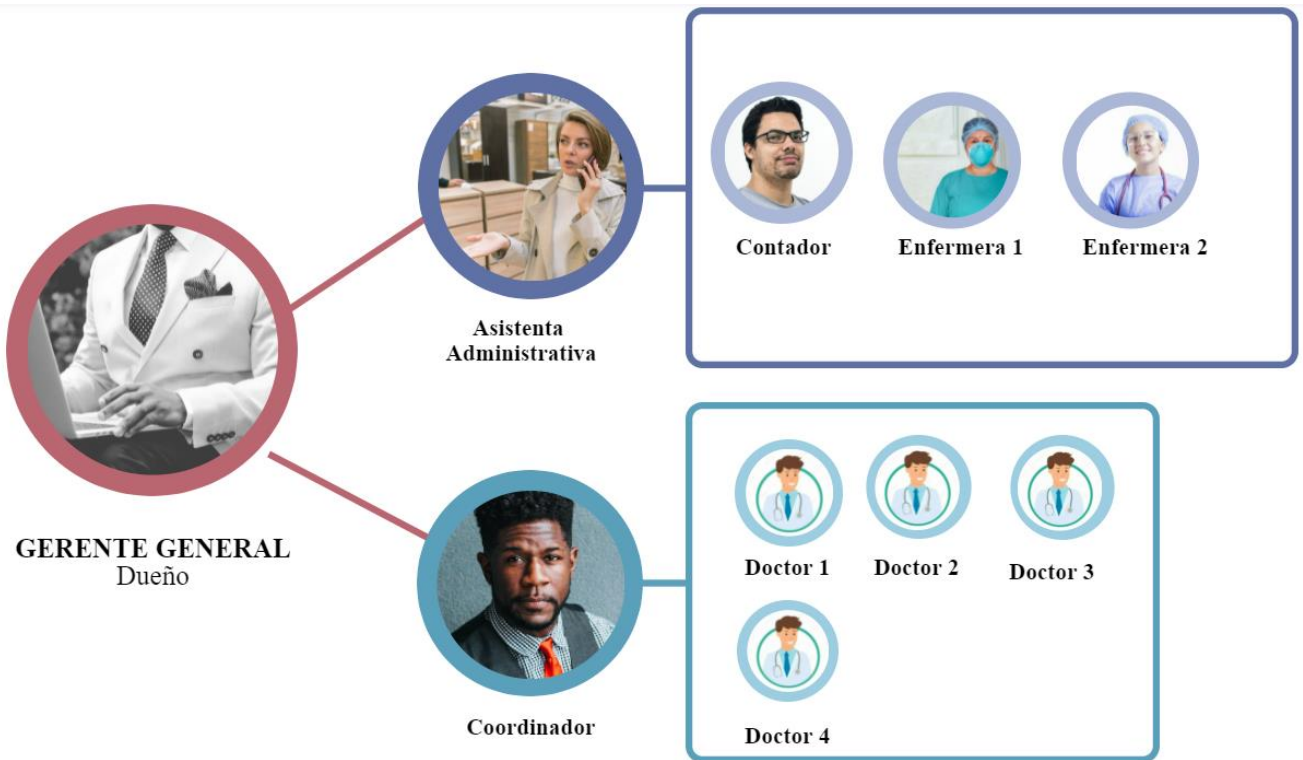 Contador
Enfermera 1
Enfermera 2
Asistenta
Administrativa
GERENTE GENERAL
Dueño
Doctor 1
Doctor 2
Doctor 3
Doctor 4
Coordinador